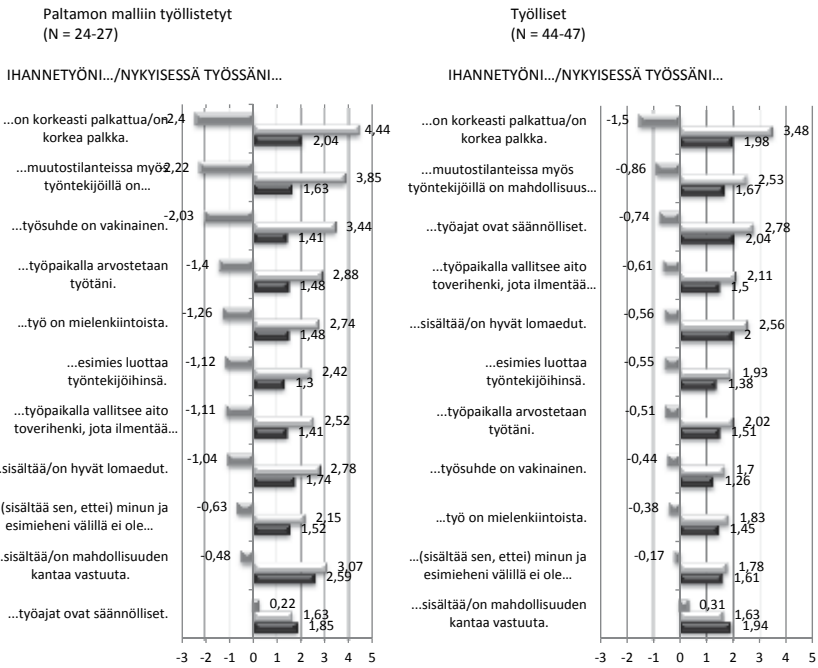 Paltamon malliin työllistetyt
(N = 24-27)
IHANNETYÖNI.../NYKYISESSÄ TYÖSSÄNI...
...on korkeasti palkattua/on
korkea palkka.
-2,4
4,44
2,04
...muutostilanteissa myös
työntekijöillä on...
-2,22
3,85
1,63
...työsuhde on vakinainen.
-2,03
3,44
1,41
...työpaikalla arvostetaan
työtäni.
-1,4
2,88
1,48
...työ on mielenkiintoista.
-1,26
2,74
1,48
...esimies luottaa
työntekijöihinsä.
-1,12
2,42
1,3
...työpaikalla vallitsee aito
toverihenki, jota ilmentää...
-1,11
2,52
1,41
.sisältää/on hyvät lomaedut.
-1,04
2,78
1,74
(sisältää sen, ettei) minun ja
esimieheni välillä ei ole...
-0,63
2,15
1,52
.sisältää/on mahdollisuuden
kantaa vastuuta.
-0,48
3,07
2,59
...työajat ovat säännölliset.
0,22
1,63
1,85
-3 -2 -1 0 1 2 3 4 5
Työlliset
(N = 44-47)
IHANNETYÖNI.../NYKYISESSÄ TYÖSSÄNI...
...on korkeasti palkattua/on
korkea palkka.
-1,5
3,48
1,98
...muutostilanteissa myös
työntekijöillä on mahdollisuus...
-0,86
2,53
1,67
...työajat ovat säännölliset.
-0,74
2,78
2,04
...työpaikalla vallitsee aito
toverihenki, jota ilmentää...
-0,61
2,11
1,5
...sisältää/on hyvät lomaedut.
-0,56
2,56
2
...esimies luottaa
työntekijöihinsä.
-0,55
1,93
1,38
...työpaikalla arvostetaan
työtäni.
-0,51
2,02
1,51
...työsuhde on vakinainen.
-0,44
1,7
1,26
...työ on mielenkiintoista.
-0,38
1,83
1,45
...(sisältää sen, ettei) minun ja
esimieheni välillä ei ole...
-0,17
1,78
1,61
...sisältää/on mahdollisuuden
kantaa vastuuta.
0,31
1,63
1,94
-3 -2 -1 0 1 2 3 4 5